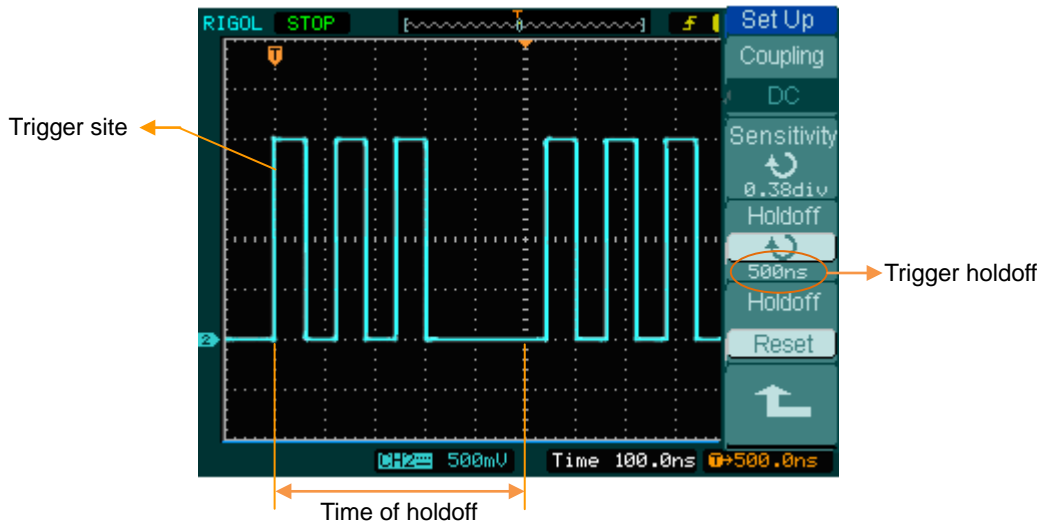 RIGOL STOP
T
T
Set Up
Coupling
DC
Sensitivity
0.38div
Holdoff
500ns
Holdoff
Reset
Trigger site
Trigger holdoff
2
CH2 500mV Time 100.0ns T→500.0ns
Time of holdoff